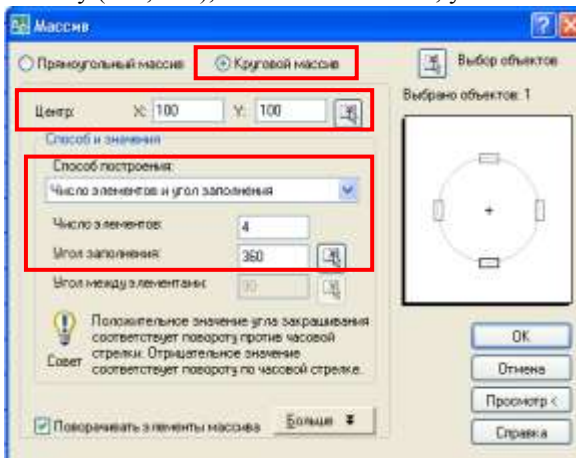 Массив
Прямоугольный массив
Круговой массив
Выбор объектов
Выбрано объектов: 1
Центр: X: 100 Y: 100
Способ и значения
Способ построения:
Число элементов и угол заполнения
Число элементов: 4
Угол заполнения: 360
Угол между элементами: 90
Совет
Положительное значение угла закрашивания
соответствует повороту против часовой
стрелки. Отрицательное значение
соответствует повороту по часовой стрелке.
Поворачивать элементы массива
Больше
OK
Отмена
Просмотр <
Справка